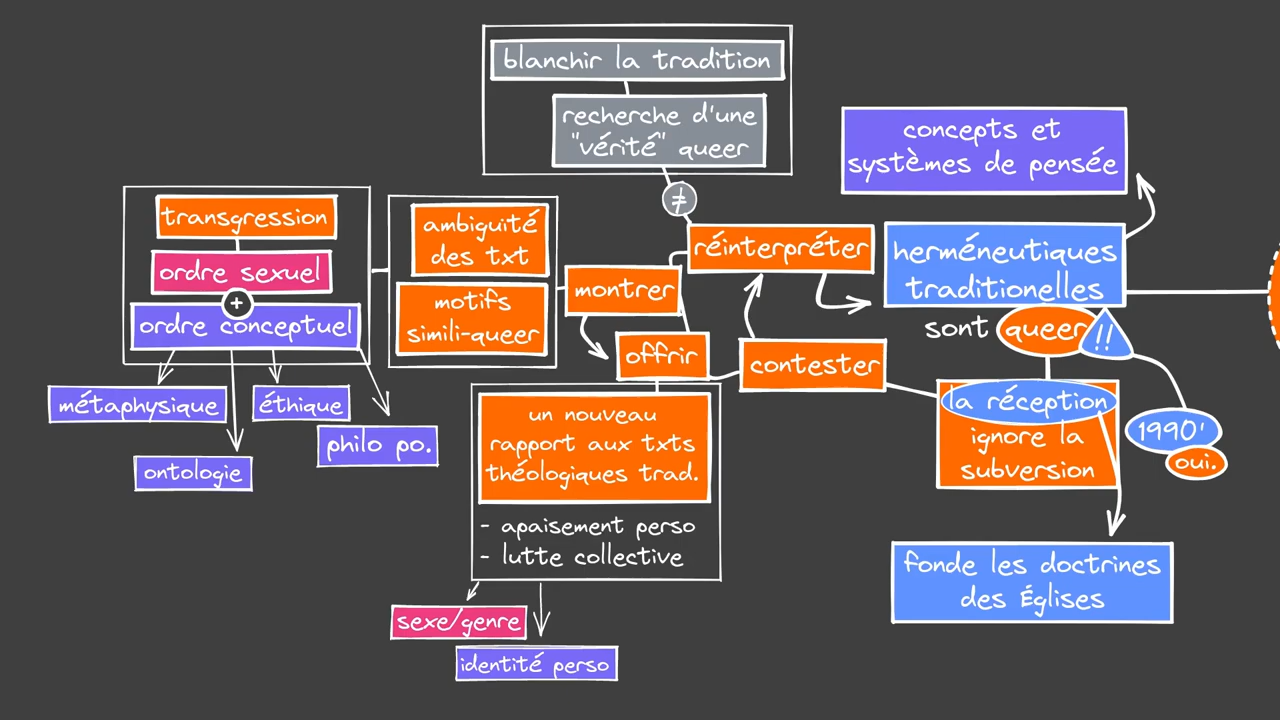 blanchir la tradition
recherche d'une
"vérité" queer
≠
concepts et
systèmes de pensée
transgression
ordre sexuel
+
ordre conceptuel
métaphysique
éthique
ontologie
philo po.
ambiguité
des txt
motifs
simili-queer
montrer
réinterpréter
herméneutiques
traditionelles
sont queer
!!
offrir
contester
la réception
ignore la
subversion
1990'
oui.
un nouveau
rapport aux txts
théologiques trad.
- apaisement perso
- lutte collective
fonde les doctrines
des Églises
sexe/genre
identité perso